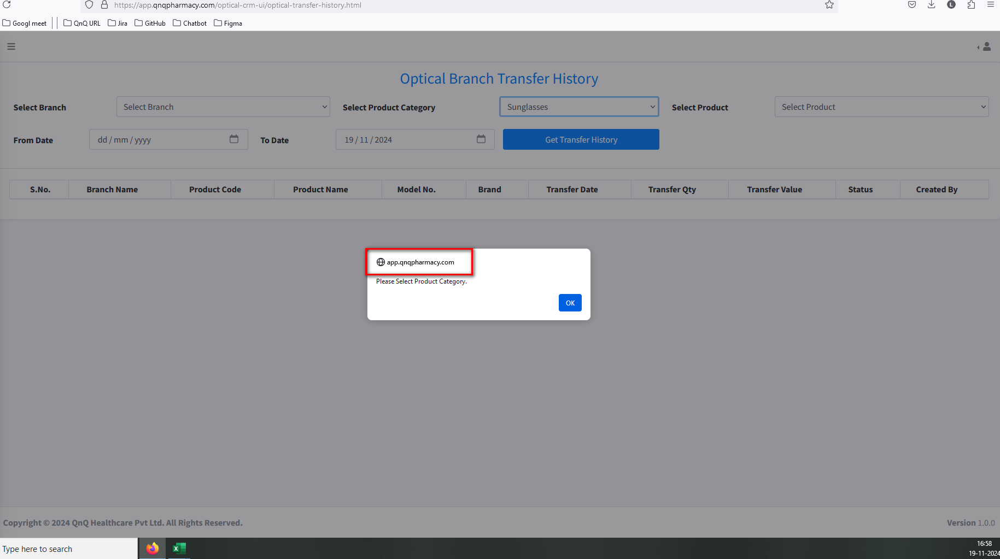 https://app.qnqpharmacy.com/optical-crm-ui/optical-transfer-history.html
L
Googl meet QnQ URL Jira GitHub Chatbot Figma
Optical Branch Transfer History
Select Branch Select Branch Select Product Category Sunglasses Select Product Select Product
From Date dd / mm / yyyy To Date 19 / 11 / 2024 Get Transfer History
S.No. Branch Name Product Code Product Name Model No. Brand Transfer Date Transfer Qty Transfer Value Status Created By
app.qnqpharmacy.com
Please Select Product Category.
OK
Copyright © 2024 QnQ Healthcare Pvt Ltd. All Rights Reserved. Version 1.0.0
Type here to search
16:58
19-11-2024